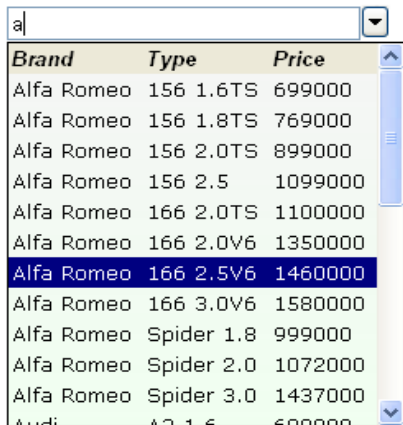 a
Brand Type Price
Alfa Romeo 156 1.6TS 699000
Alfa Romeo 156 1.8TS 769000
Alfa Romeo 156 2.0TS 899000
Alfa Romeo 156 2.5 1099000
Alfa Romeo 166 2.0TS 1100000
Alfa Romeo 166 2.0V6 1350000
Alfa Romeo 166 2.5V6 1460000
Alfa Romeo 166 3.0V6 1580000
Alfa Romeo Spider 1.8 999000
Alfa Romeo Spider 2.0 1072000
Alfa Romeo Spider 3.0 1437000
Audi